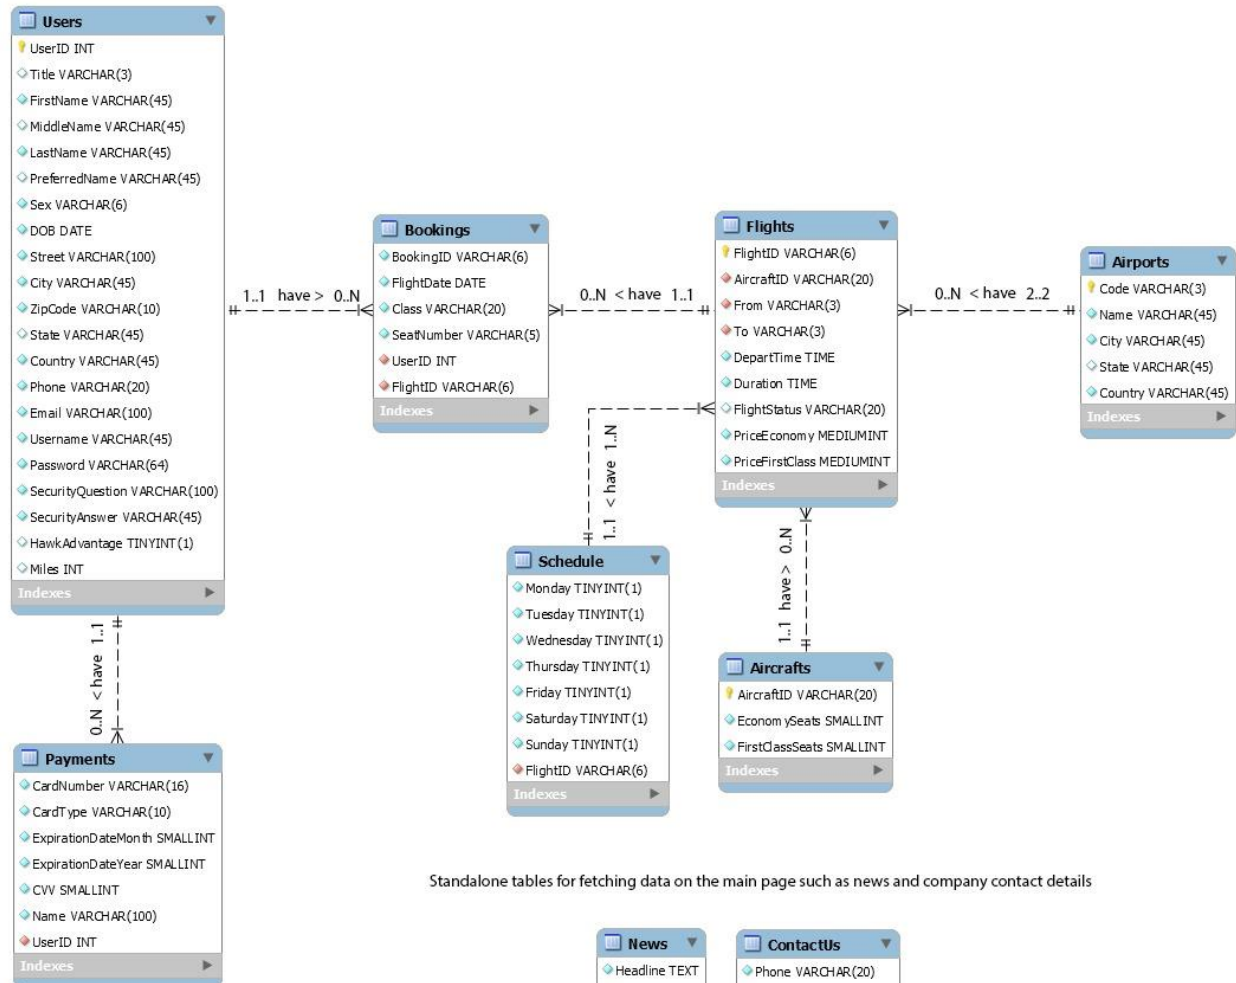 Users
UserID INT
Title VARCHAR(3)
FirstName VARCHAR(45)
MiddleName VARCHAR(45)
LastName VARCHAR(45)
PreferredName VARCHAR(45)
Sex VARCHAR(6)
DOB DATE
Street VARCHAR(100)
City VARCHAR(45)
ZipCode VARCHAR(10)
State VARCHAR(45)
Country VARCHAR(45)
Phone VARCHAR(20)
Email VARCHAR(100)
Username VARCHAR(45)
Password VARCHAR(64)
SecurityQuestion VARCHAR(100)
SecurityAnswer VARCHAR(45)
HawkAdvantage TINYINT(1)
Miles INT
Indexes
1..1 have > 0..N
Bookings
BookingID VARCHAR(6)
FlightDate DATE
Class VARCHAR(20)
SeatNumber VARCHAR(5)
UserID INT
FlightID VARCHAR(6)
Indexes
0..N < have 1..1
Flights
FlightID VARCHAR(6)
AircraftID VARCHAR(20)
From VARCHAR(3)
To VARCHAR(3)
DepartTime TIME
Duration TIME
FlightStatus VARCHAR(20)
PriceEconomy MEDIUMINT
PriceFirstClass MEDIUMINT
Indexes
0..N < have 2..2
Airports
Code VARCHAR(3)
Name VARCHAR(45)
City VARCHAR(45)
State VARCHAR(45)
Country VARCHAR(45)
Indexes
1..1 < have 1..N
Schedule
Monday TINYINT(1)
Tuesday TINYINT(1)
Wednesday TINYINT(1)
Thursday TINYINT(1)
Friday TINYINT(1)
Saturday TINYINT(1)
Sunday TINYINT(1)
FlightID VARCHAR(6)
Indexes
1..1 have > 0..N
Aircrafts
AircraftID VARCHAR(20)
EconomySeats SMALLINT
FirstClassSeats SMALLINT
Indexes
0..N < have 1..1
Payments
CardNumber VARCHAR(16)
CardType VARCHAR(10)
ExpirationDateMonth SMALLINT
ExpirationDateYear SMALLINT
CVV SMALLINT
Name VARCHAR(100)
UserID INT
Indexes
Standalone tables for fetching data on the main page such as news and company contact details
News
Headline TEXT
ContactUs
Phone VARCHAR(20)